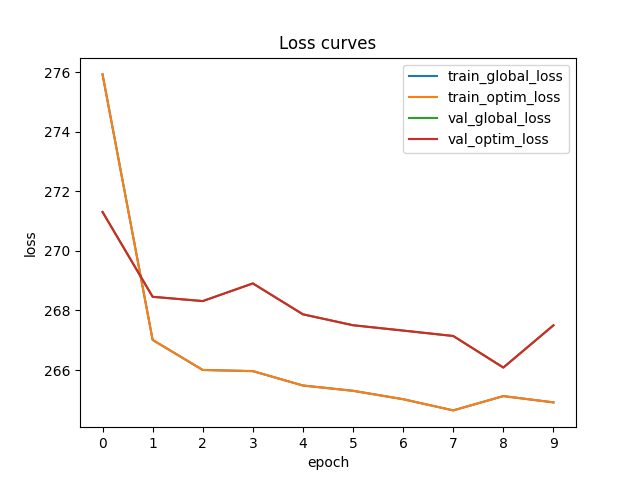 Loss curves
train_global_loss
train_optim_loss
val_global_loss
val_optim_loss
276
274
272
270
268
266
loss
0 1 2 3 4 5 6 7 8 9
epoch